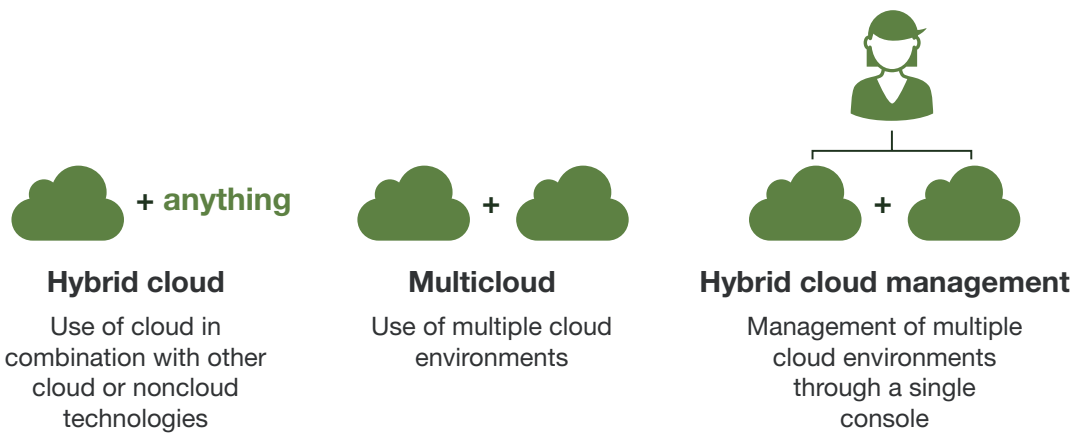 + anything
Hybrid cloud
Use of cloud in
combination with other
cloud or noncloud
technologies
+
Multicloud
Use of multiple cloud
environments
+
Hybrid cloud management
Management of multiple
cloud environments
through a single
console